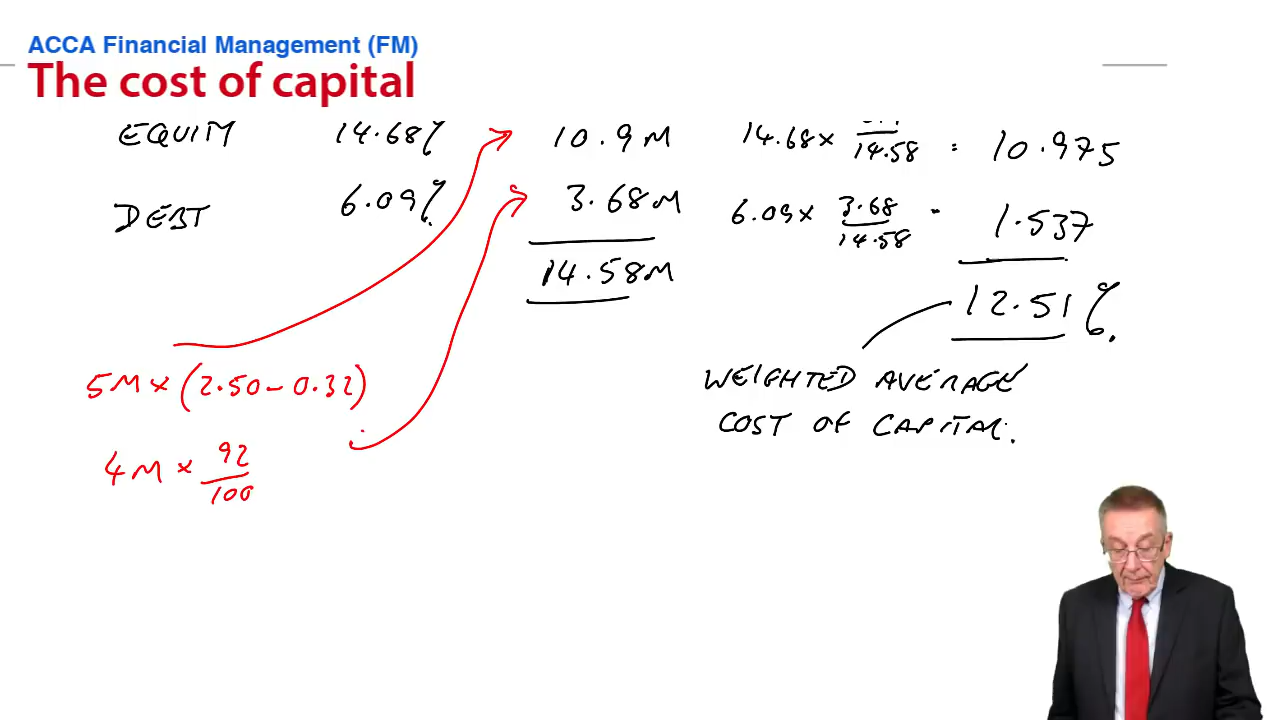 ACCA Financial Management (FM)
The cost of capital
EQUITY 14.68% 10.9M 14.68 × /14.58 = 10.975
DEBT 6.09% 3.68M 6.09 × 3.68/14.58 = 1.537
14.58M 12.51%
5M × (2.50 - 0.32)
WEIGHTED AVERAGE
COST OF CAPITAL.
4M × 92/100